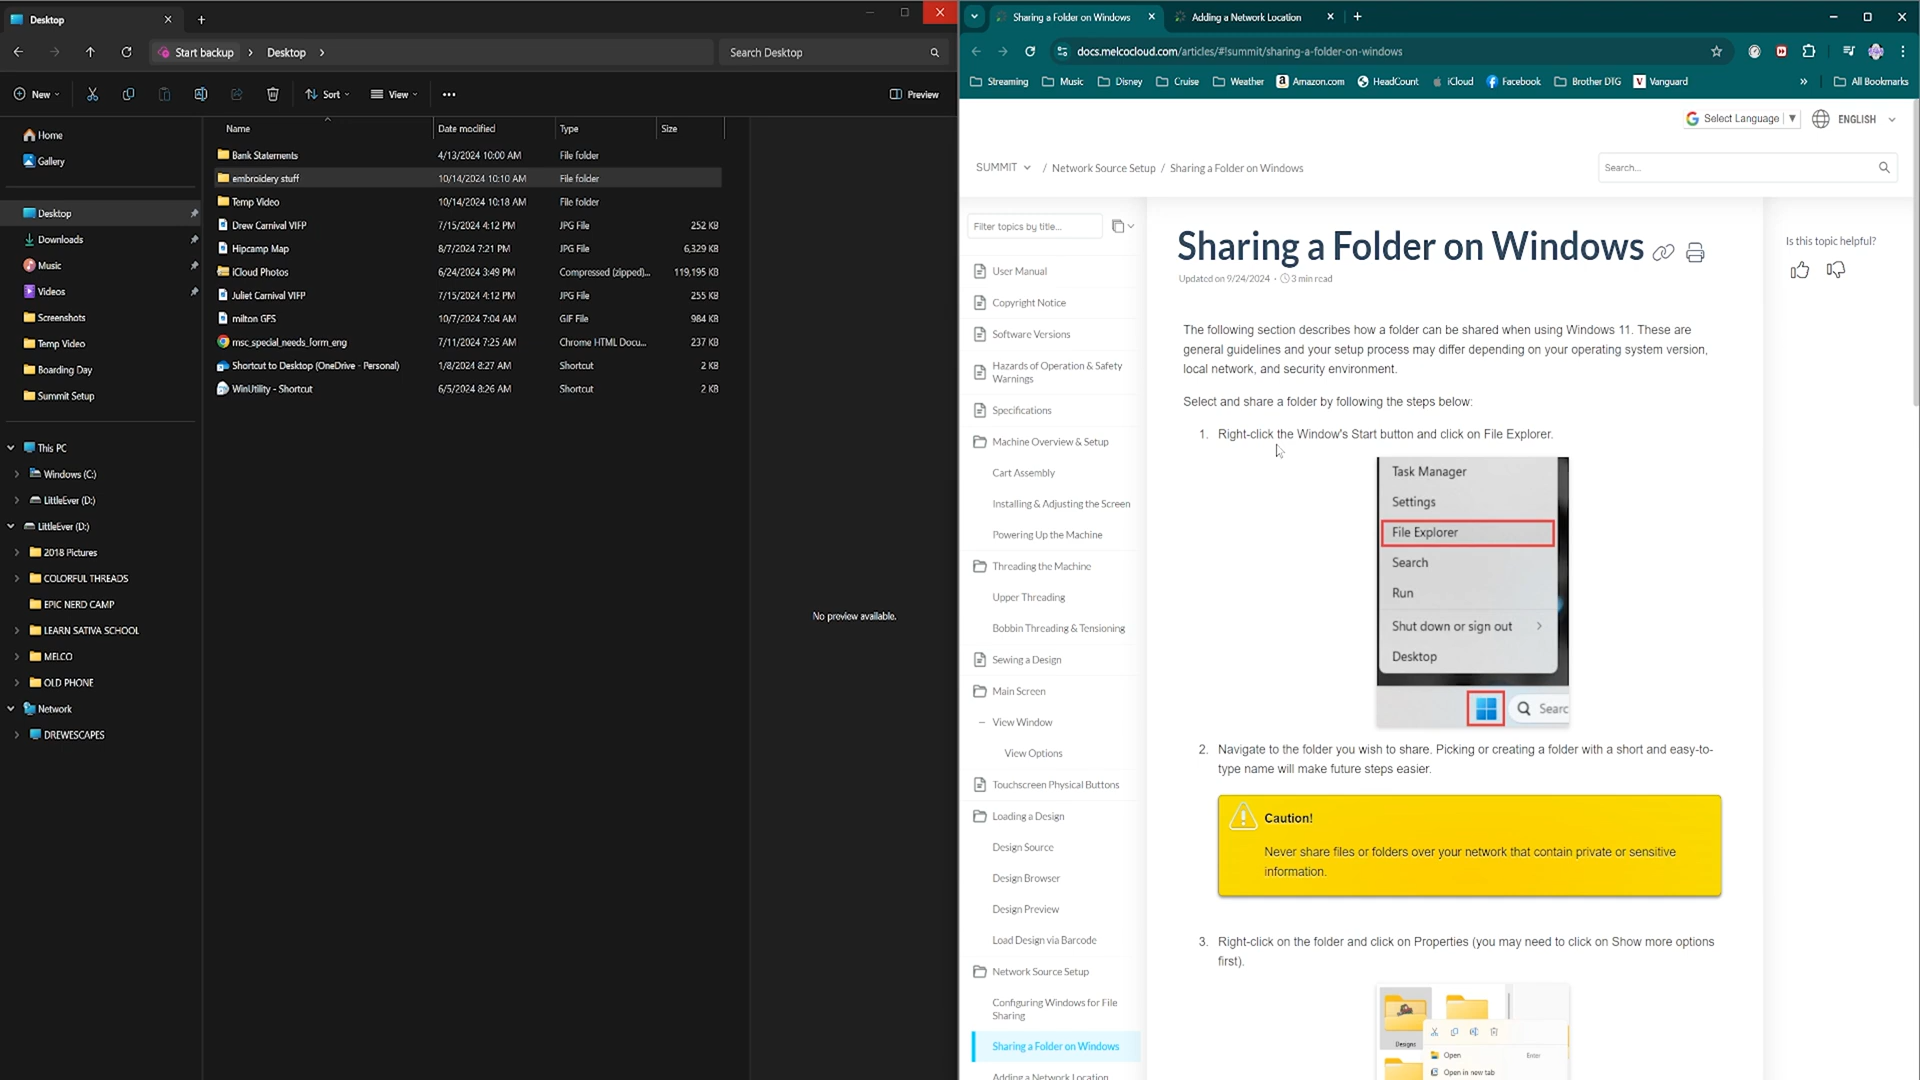 Desktop
Start backup > Desktop >
Search Desktop
New
Sort
View
Preview
Home
Gallery
Desktop
Downloads
Music
Videos
Screenshots
Temp Video
Boarding Day
Summit Setup
This PC
Windows (C:)
LittleEver (D:)
LittleEver (D:)
2018 Pictures
COLORFUL THREADS
EPIC NERD CAMP
LEARN SATIVA SCHOOL
MELCO
OLD PHONE
Network
DREWESCAPES
Name Date modified Type Size
Bank Statements 4/13/2024 10:00 AM File folder
embroidery stuff 10/14/2024 10:10 AM File folder
Temp Video 10/14/2024 10:18 AM File folder
Drew Carnival VIFP 7/15/2024 4:12 PM JPG File 252 KB
Hipcamp Map 8/7/2024 7:21 PM JPG File 6,329 KB
iCloud Photos 6/24/2024 3:49 PM Compressed (zipped)... 119,195 KB
Juliet Carnival VIFP 7/15/2024 4:12 PM JPG File 255 KB
milton GFS 10/7/2024 7:04 AM GIF File 984 KB
msc_special_needs_form_eng 7/11/2024 7:25 AM Chrome HTML Docu... 237 KB
Shortcut to Desktop (OneDrive - Personal) 1/8/2024 8:27 AM Shortcut 2 KB
WinUtility - Shortcut 6/5/2024 8:26 AM Shortcut 2 KB
No preview available.
Sharing a Folder on Windows
Adding a Network Location
docs.melcocloud.com/articles/#!summit/sharing-a-folder-on-windows
Streaming Music Disney Cruise Weather Amazon.com HeadCount iCloud Facebook Brother DTG Vanguard » All Bookmarks
Select Language ▼ ENGLISH
SUMMIT / Network Source Setup / Sharing a Folder on Windows
Search...
Filter topics by title...
User Manual
Copyright Notice
Software Versions
Hazards of Operation & Safety
Warnings
Specifications
Machine Overview & Setup
Cart Assembly
Installing & Adjusting the Screen
Powering Up the Machine
Threading the Machine
Upper Threading
Bobbin Threading & Tensioning
Sewing a Design
Main Screen
View Window
View Options
Touchscreen Physical Buttons
Loading a Design
Design Source
Design Browser
Design Preview
Load Design via Barcode
Network Source Setup
Configuring Windows for File
Sharing
Sharing a Folder on Windows
Adding a Network Location
Sharing a Folder on Windows
Updated on 9/24/2024 · 3 min read
The following section describes how a folder can be shared when using Windows 11. These are
general guidelines and your setup process may differ depending on your operating system version,
local network, and security environment.
Select and share a folder by following the steps below:
1. Right-click the Window's Start button and click on File Explorer.
Task Manager
Settings
File Explorer
Search
Run
Shut down or sign out
Desktop
Searc
2. Navigate to the folder you wish to share. Picking or creating a folder with a short and easy-to-
type name will make future steps easier.
Caution!
Never share files or folders over your network that contain private or sensitive
information.
3. Right-click on the folder and click on Properties (you may need to click on Show more options
first).
Designs
Open Enter
Open in new tab
Is this topic helpful?